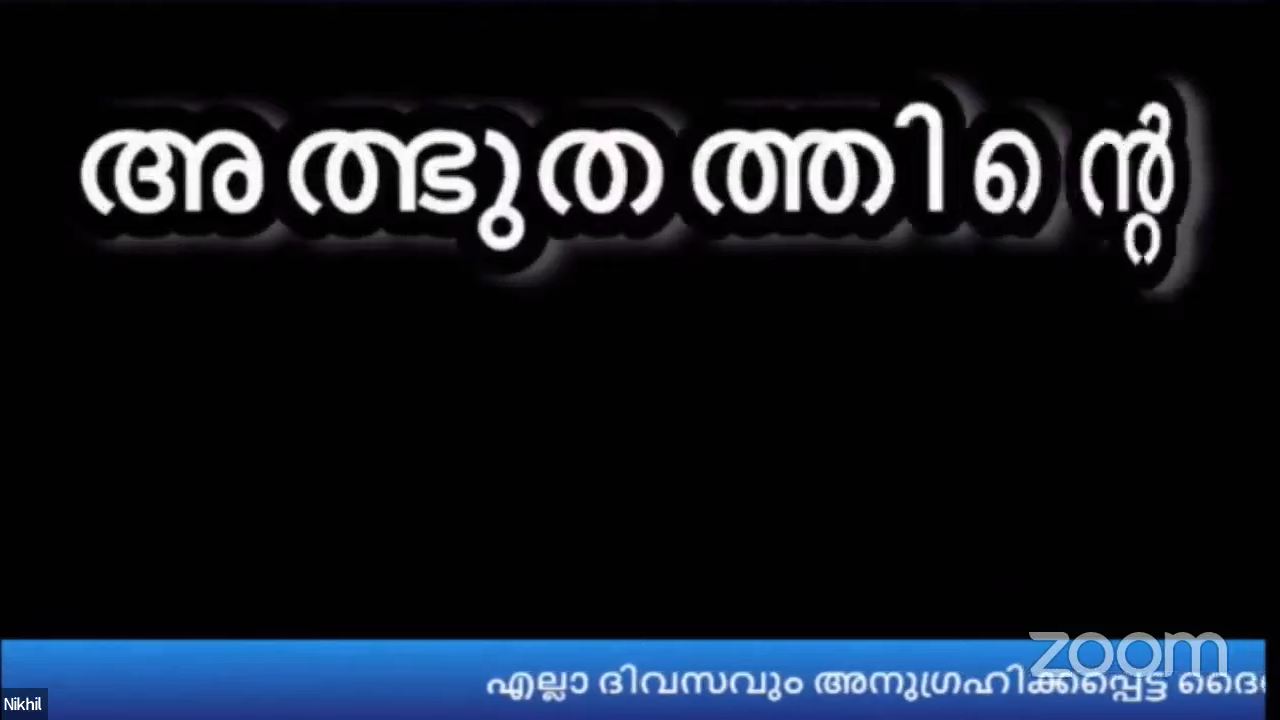 അത്ഭുതത്തിന്റെ
zoom
എല്ലാ ദിവസവും അനുഗ്രഹിക്കപ്പെട്ട
Nikhil